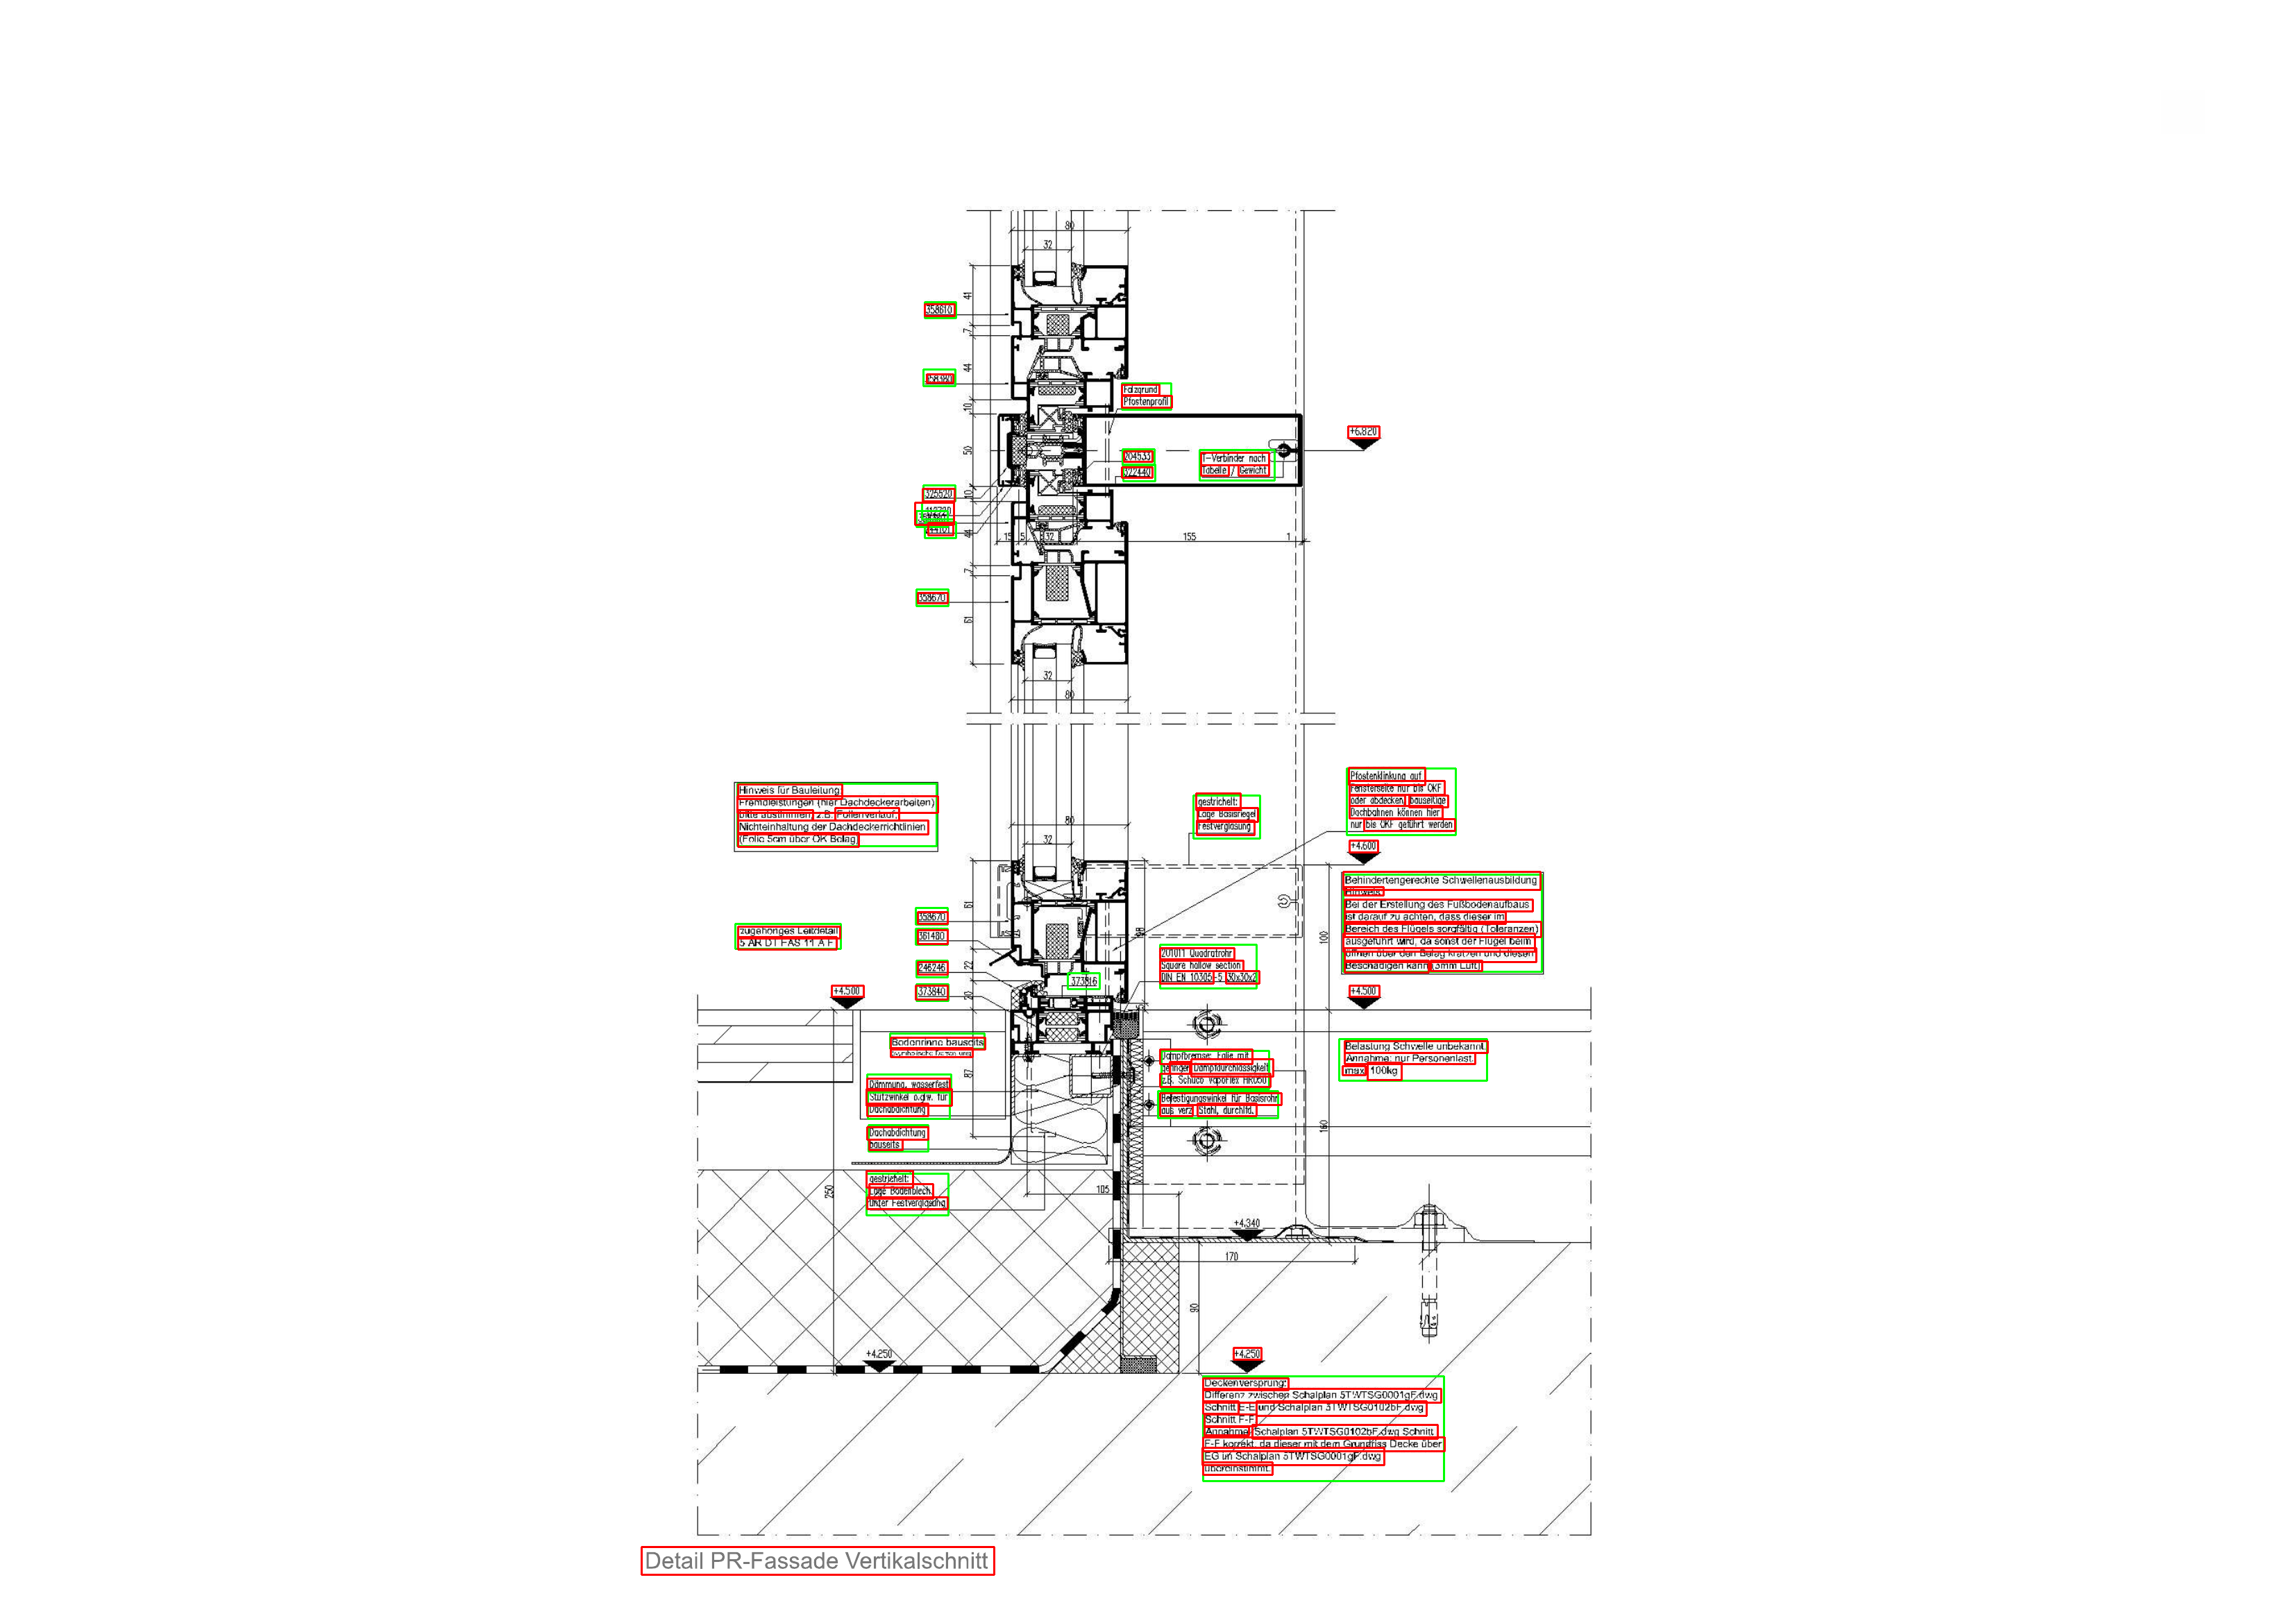 80
32
41
358610
7
44
10
Falzgrund
Pfostenprofil
+6.820
50
204533
322440
T-Verbinder nach
Tabelle / Gewicht
325520
10
44
15 5 32 155 1
7
358670
61
32
80
Pfostenklinkung auf
Fensterseite nur bis OKF
oder abdecken, bauseitige
Dachbahnen können hier
nur bis OKF geführt werden
Hinweis für Bauleitung:
Fremdleistungen (hier Dachdeckerarbeiten)
bitte abstimmen, z.B. Folienverlauf,
Nichteinhaltung der Dachdeckerrichtlinien
(Folie 5cm über OK Belag)
gestrichelt:
Lage Basisriegel
Festverglasung
80
32
+4.600
Behindertengerechte Schwellenausbildung
Hinweis:
Bei der Erstellung des Fußbodenaufbaus
ist darauf zu achten, dass dieser im
Bereich des Flügels sorgfältig (Toleranzen)
ausgeführt wird, da sonst der Flügel beim
öffnen über den Belag kratzen und diesen
Beschädigen kann (3mm Luft)
61
358670
zugehöriges Leitdetail
5 AR DT FAS 11 A F
361480
98
100
201011 Quadratrohr
Square hollow section
DIN EN 10305-5 30x30x2
22
246246
373816
373840
20
+4.500
+4.500
Bodenrinne bauseits
symbolische Darstellung
Belastung Schwelle unbekannt.
Annahme: nur Personenlast.
max. 100kg
Dampfbremse: Folie mit
geringer Dampfdurchlässigkeit
z.B. Schüco Vapoflex HR050
87
Dämmung, wasserfest
Stützwinkel o.glw. für
Dachabdichtung
Befestigungswinkel für Basisrohr
aus verz. Stahl, durchlfd.
Dachabdichtung
bauseits
160
gestrichelt:
Lage Bodenblech
unter Festverglasung
250
105
+4.340
170
90
+4.250
+4.250
Deckenversprung:
Differenz zwischen Schalplan 5TWTSG0001gF.dwg
Schnitt E-E und Schalplan 5TWTSG0102bF.dwg
Schnitt F-F
Annahme: Schalplan 5TWTSG0102bF.dwg Schnitt
F-F korrekt, da dieser mit dem Grundriss Decke über
EG im Schalplan 5TWTSG0001gF.dwg
übereinstimmt.
Detail PR-Fassade Vertikalschnitt